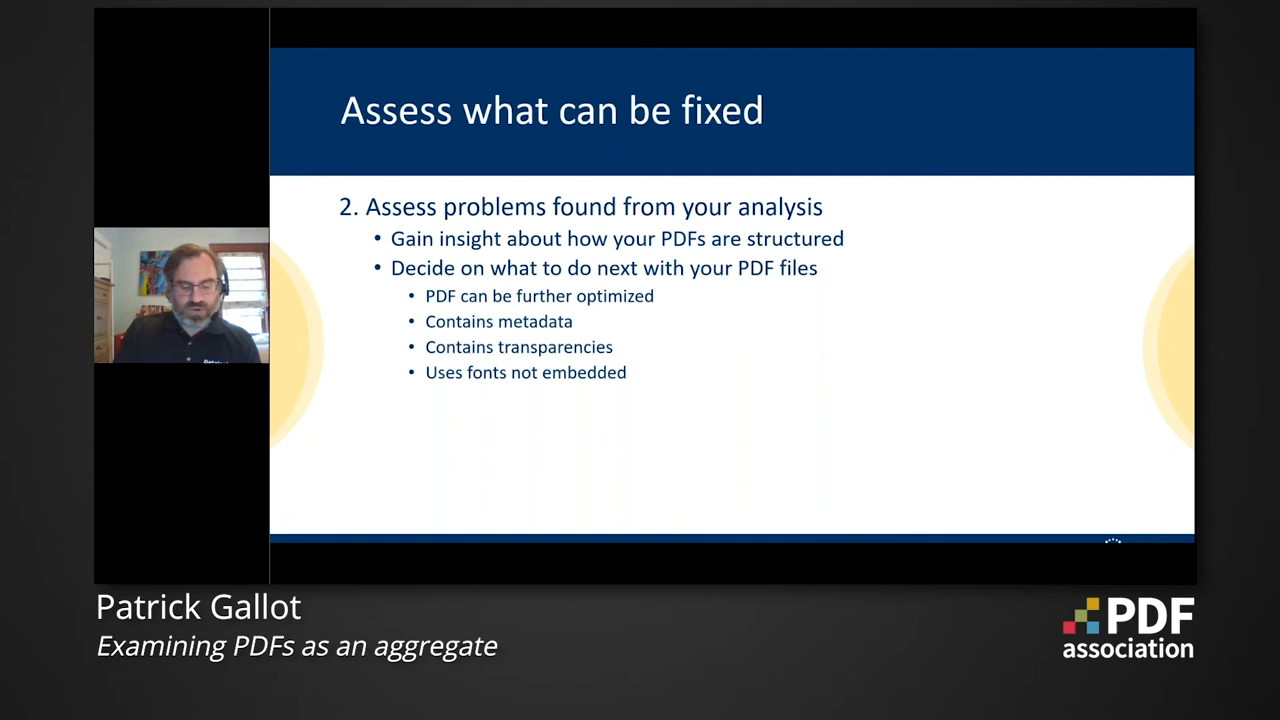 Assess what can be fixed
2. Assess problems found from your analysis
• Gain insight about how your PDFs are structured
• Decide on what to do next with your PDF files
• PDF can be further optimized
• Contains metadata
• Contains transparencies
• Uses fonts not embedded
Patrick Gallot
Examining PDFs as an aggregate
PDF
association